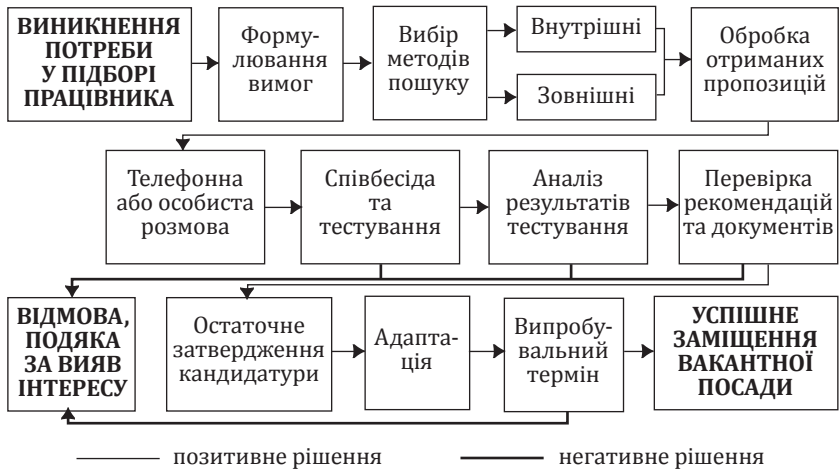 ВИНИКНЕННЯ
ПОТРЕБИ
У ПІДБОРІ
ПРАЦІВНИКА
Форму-
лювання
вимог
Вибір
методів
пошуку
Внутрішні
Зовнішні
Обробка
отриманих
пропозицій
Телефонна
або особиста
розмова
Співбесіда
та
тестування
Аналіз
результатів
тестування
Перевірка
рекомендацій
та документів
ВІДМОВА,
ПОДЯКА
ЗА ВИЯВ
ІНТЕРЕСУ
Остаточне
затвердження
кандидатури
Адапта-
ція
Випробу-
вальний
термін
УСПІШНЕ
ЗАМІЩЕННЯ
ВАКАНТНОЇ
ПОСАДИ
позитивне рішення
негативне рішення